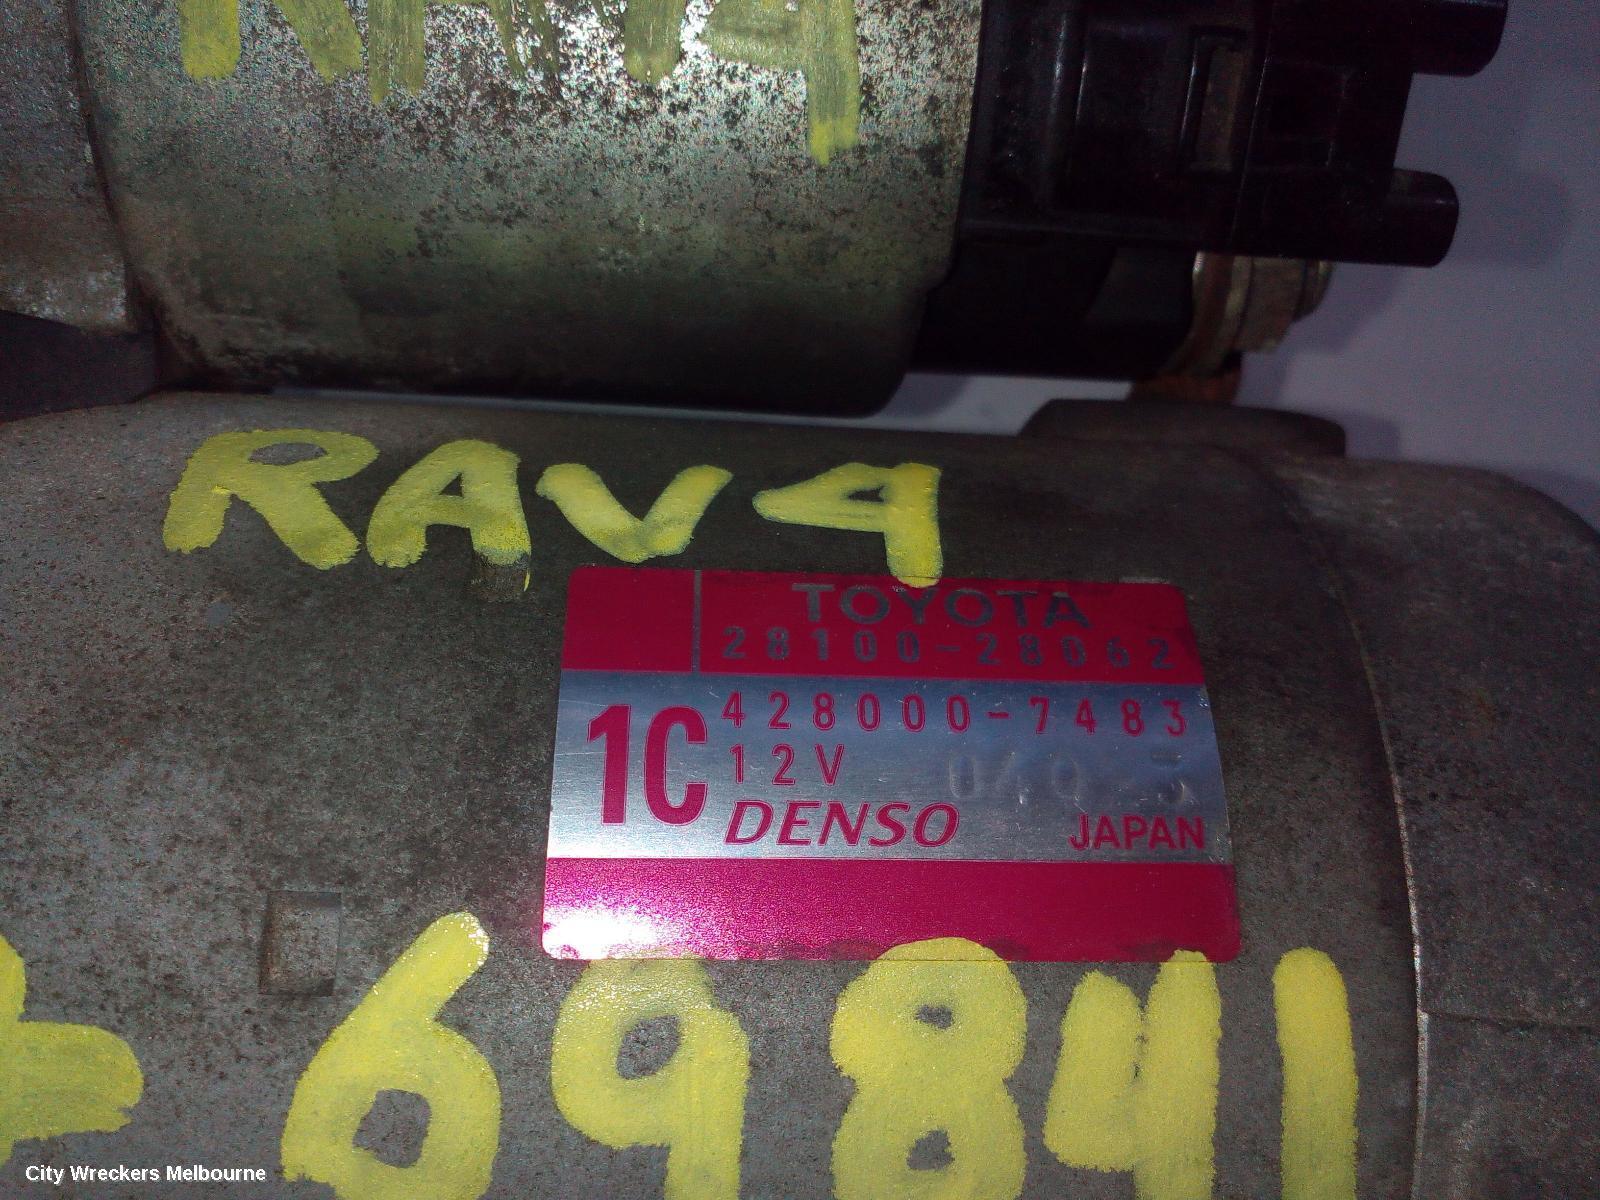 RAV4
RAV4
TOYOTA
28100-28062
1C
428000-7483
12V
DENSO
JAPAN
69841
City Wreckers Melbourne